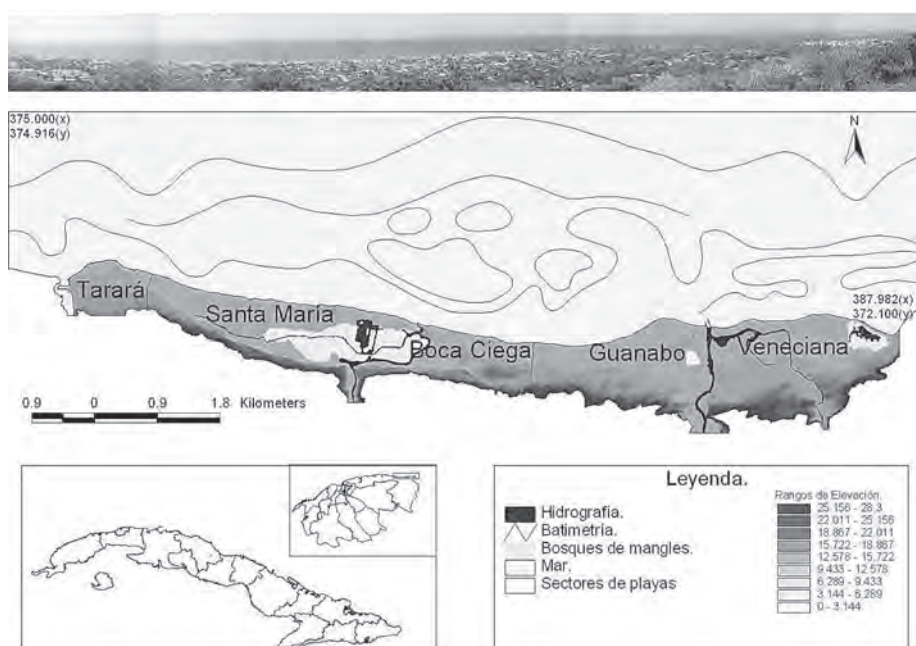 375.000(x)
374.916(y)
N
387.982(x)
372.100(y)
Tarará
Santa María
Boca Ciega
Guanabo
Veneciana
0.9 0 0.9 1.8 Kilometers
Leyenda.
Hidrografía.
Batimetría.
Bosques de mangles.
Mar.
Sectores de playas
Rangos de Elevación.
25.156 - 28.3
22.011 - 25.156
18.867 - 22.011
15.722 - 18.867
12.578 - 15.722
9.433 - 12.578
6.289 - 9.433
3.144 - 6.289
0 - 3.144